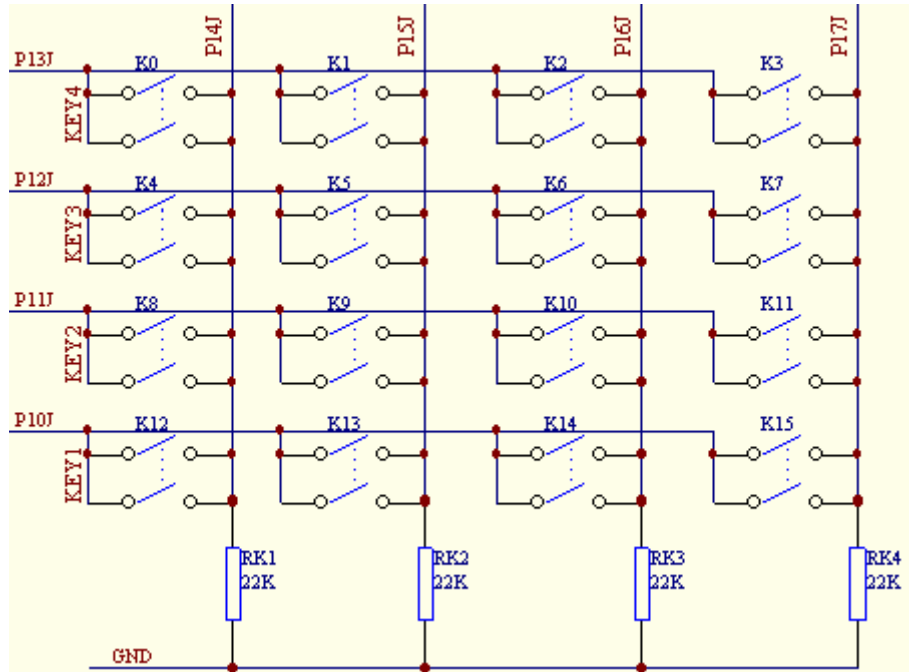 P14J P15J P16J P17J
P13J K0 K1 K2 K3
KEY4
P12J K4 K5 K6 K7
KEY3
P11J K8 K9 K10 K11
KEY2
P10J K12 K13 K14 K15
KEY1
RK1 RK2 RK3 RK4
22K 22K 22K 22K
GND